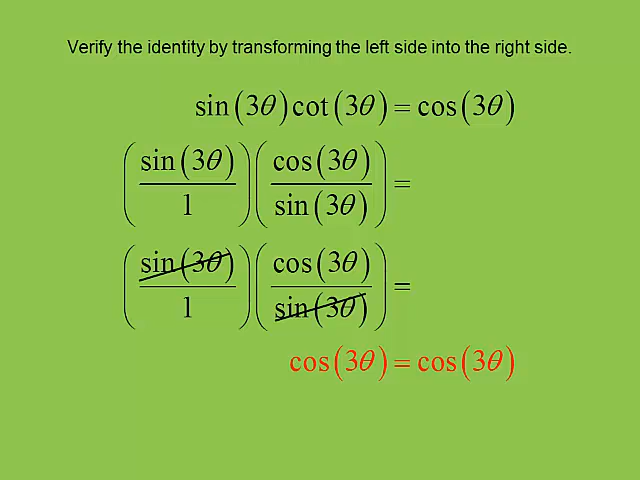 Verify the identity by transforming the left side into the right side.
sin(3θ)cot(3θ) = cos(3θ)
(sin(3θ)/1)(cos(3θ)/sin(3θ)) =
(sin(3θ)/1)(cos(3θ)/sin(3θ)) =
cos(3θ) = cos(3θ)